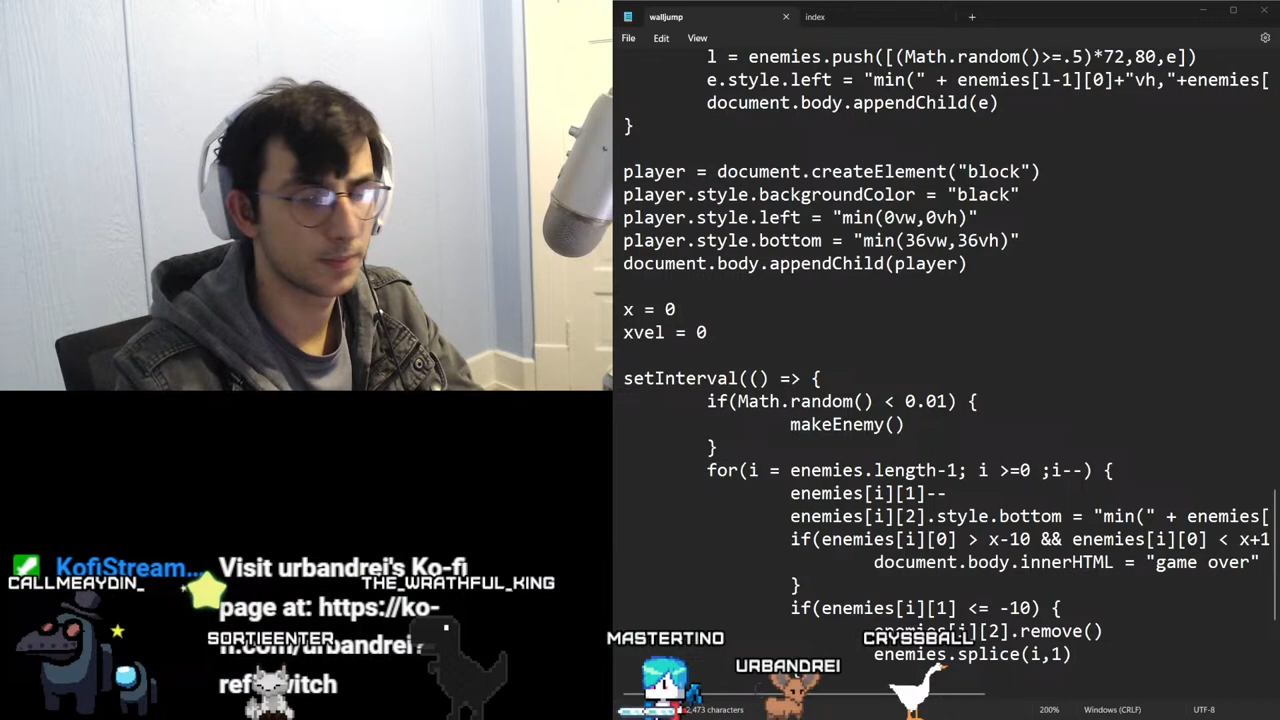 walljump
index
File
Edit
View
l = enemies.push([(Math.random()>=.5)*72,80,e])
e.style.left = "min(" + enemies[l-1][0]+"vh,"+enemies[
document.body.appendChild(e)
}
player = document.createElement("block")
player.style.backgroundColor = "black"
player.style.left = "min(0vw,0vh)"
player.style.bottom = "min(36vw,36vh)"
document.body.appendChild(player)
x = 0
xvel = 0
setInterval(() => {
if(Math.random() < 0.01) {
makeEnemy()
}
for(i = enemies.length-1; i >=0 ;i--) {
enemies[i][1]--
enemies[i][2].style.bottom = "min(" + enemies[
if(enemies[i][0] > x-10 && enemies[i][0] < x+1
document.body.innerHTML = "game over"
}
if(enemies[i][1] <= -10) {
enemies[i][2].remove()
enemies.splice(i,1)
2,473 characters
200%
Windows (CRLF)
UTF-8
KofiStream... Visit urbandrei's Ko-fi
page at: https://ko-
CALLMEAYDIN_
THE_WRATHFUL_KING
SORTIEENTER
MASTERTINO
URBANDREI
CRYSSBALL